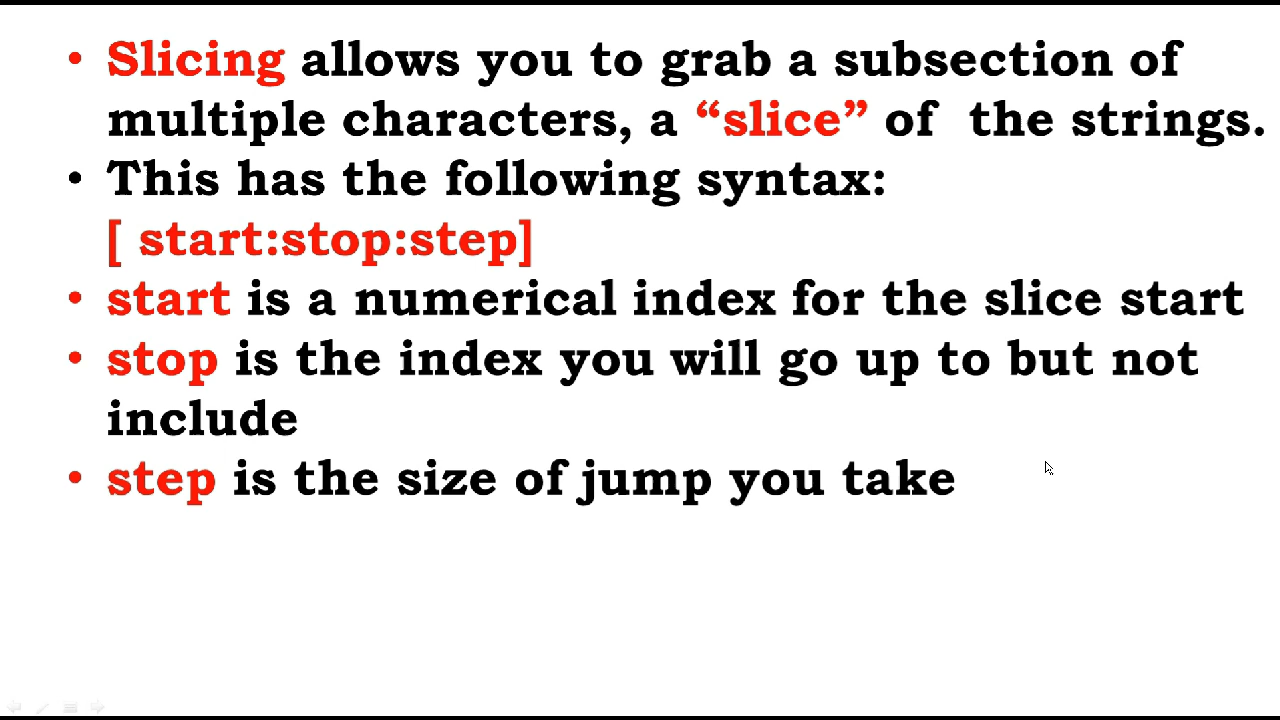 • Slicing allows you to grab a subsection of
multiple characters, a “slice” of the strings.
• This has the following syntax:
[ start:stop:step]
• start is a numerical index for the slice start
• stop is the index you will go up to but not
include
• step is the size of jump you take